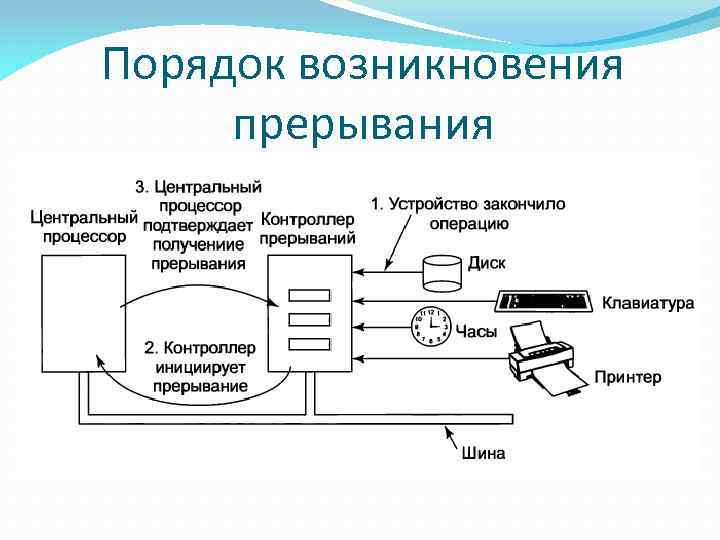 Порядок возникновения
прерывания
3. Центральный
процессор
подтверждает
получениие
прерывания
Центральный
процессор
Контроллер
прерываний
1. Устройство закончило
операцию
Диск
Клавиатура
Часы
2. Контроллер
инициирует
прерывание
Принтер
Шина